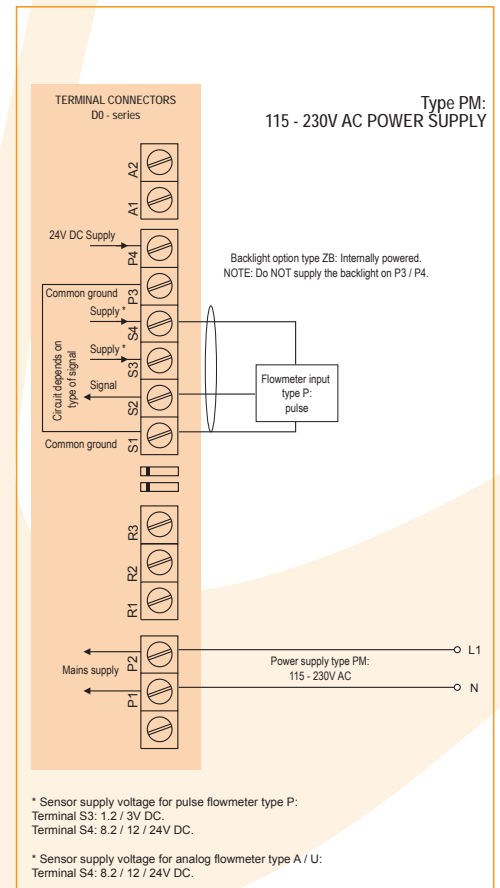 TERMINAL CONNECTORS
D0 - series
Type PM:
115 - 230V AC POWER SUPPLY
A2
A1
24V DC Supply
P4
Backlight option type ZB: Internally powered.
NOTE: Do NOT supply the backlight on P3 / P4.
Common ground
P3
Supply *
S4
Supply *
S3
Circuit depends on
type of signal
Signal
S2
Flowmeter input
type P:
pulse
Common ground
S1
R3
R2
R1
Mains supply
P2
P1
Power supply type PM:
115 - 230V AC
L1
N
* Sensor supply voltage for pulse flowmeter type P:
Terminal S3: 1.2 / 3V DC.
Terminal S4: 8.2 / 12 / 24V DC.
* Sensor supply voltage for analog flowmeter type A / U:
Terminal S4: 8.2 / 12 / 24V DC.